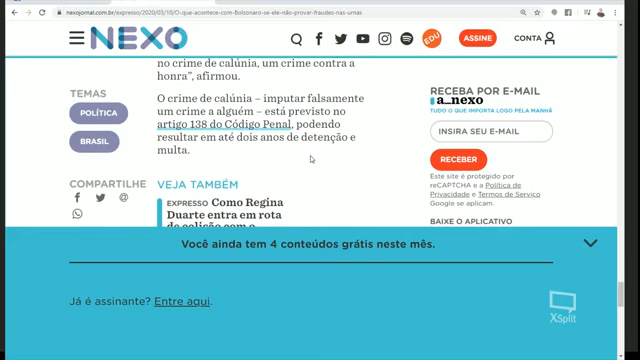 nexojornal.com.br/expresso/2020/03/10/O-que-acontece-com-Bolsonaro-se-ele-não-provar-fraudes-nas-urnas
NEXO
EDU
ASSINE
CONTA
no crime de calúnia, um crime contra a
honra”, afirmou.
TEMAS
POLÍTICA
BRASIL
O crime de calúnia – imputar falsamente
um crime a alguém – está previsto no
artigo 138 do Código Penal, podendo
resultar em até dois anos de detenção e
multa.
COMPARTILHE
VEJA TAMBÉM
EXPRESSO Como Regina
Duarte entra em rota
de colisão com o
RECEBA POR E-MAIL
a_nexo
TUDO O QUE IMPORTA LOGO PELA MANHÃ
INSIRA SEU E-MAIL
RECEBER
Este site é protegido por
reCAPTCHA e a Política de
Privacidade e Termos de Serviço
Google se aplicam.
BAIXE O APLICATIVO
Você ainda tem 4 conteúdos grátis neste mês.
Já é assinante? Entre aqui.
XSplit